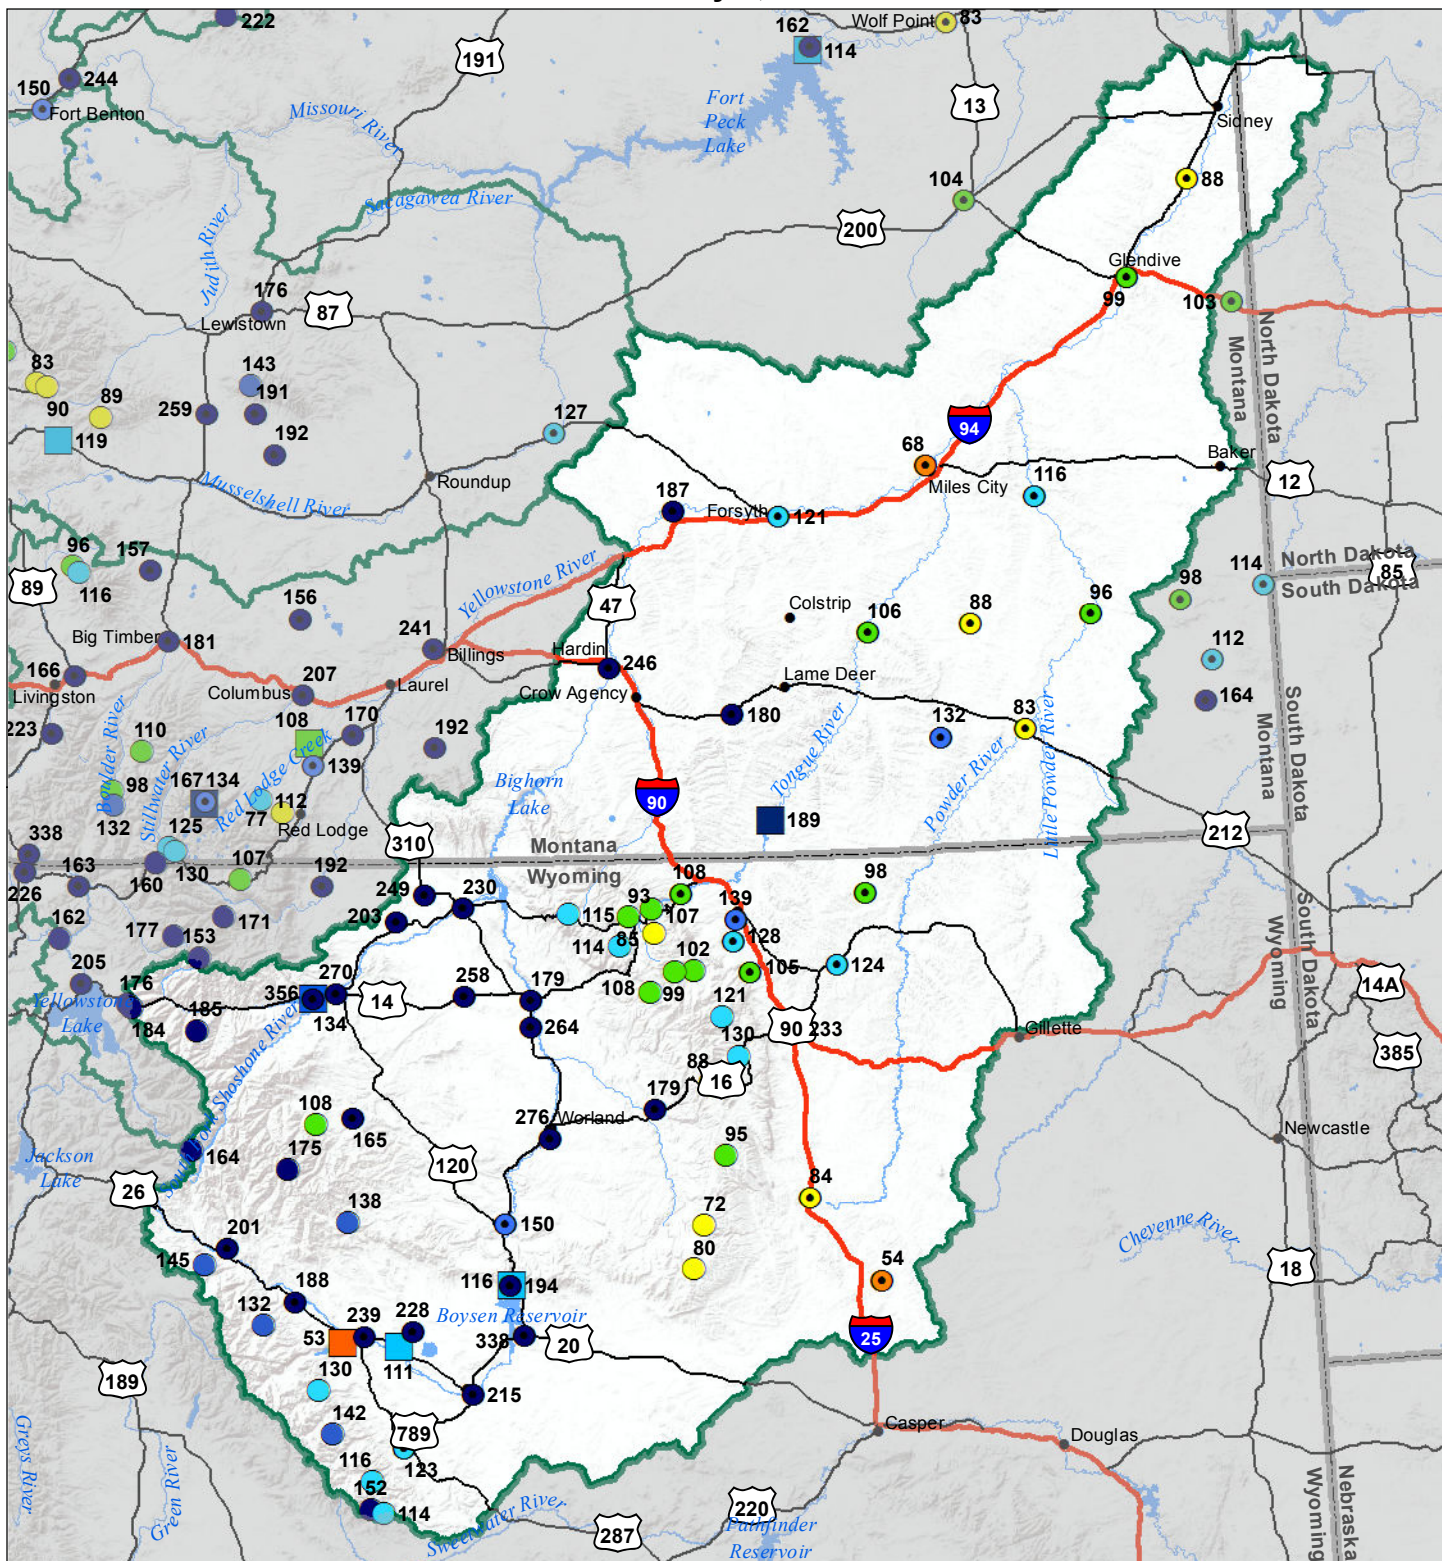 222
191
162
114
Wolf Point
83
244
150
Fort Benton
Missouri River
Fort
Peck
Lake
13
Sidney
104
88
Sacagawea River
Judith River
200
Glendive
99
103
North Dakota
Montana
176
87
Lewistown
83
143
191
90
89
259
119
192
127
94
68
Baker
116
12
Miles City
Roundup
Musselshell River
187
Forsyth
121
96
157
116
89
Yellowstone River
114
North Dakota
South Dakota
85
98
156
47
Colstrip
106
88
96
Big Timber
181
241
Billings
Hardin
246
112
166
Livingston
207
Columbus
Laurel
Crow Agency
Lame Deer
164
223
110
108
170
192
180
132
83
South Dakota
Montana
Boulder River
Stillwater River
Red Lodge Creek
139
Bighorn
Lake
Tongue River
Powder River
Little Powder River
98
132
167
134
112
77
Red Lodge
90
189
212
338
125
310
Montana
Wyoming
163
226
160
130
107
192
249
230
93
108
98
South Dakota
Wyoming
162
177
171
153
203
115
107
139
114
85
128
205
102
105
124
Yellowstone
Lake
176
184
185
356
270
134
14
258
179
108
99
121
14A
South Fork Shoshone River
264
90
233
Gillette
385
130
88
16
108
165
276
Worland
179
Newcastle
Jackson
Lake
164
175
95
26
120
138
150
84
72
Cheyenne River
201
145
80
54
18
188
116
194
132
239
228
Boysen Reservoir
53
338
20
25
130
111
189
215
142
789
Casper
Douglas
Greys River
Green River
116
123
152
114
Sweetwater River
287
220
Pathfinder
Reservoir
Nebraska
Wyoming